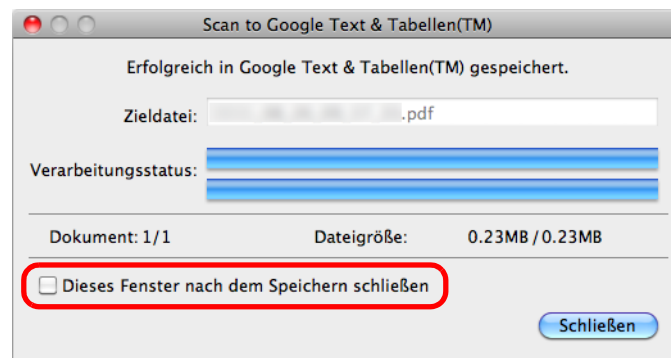 Scan to Google Text & Tabellen(TM)
Erfolgreich in Google Text & Tabellen(TM) gespeichert.
Zieldatei: .pdf
Verarbeitungsstatus:
Dokument: 1/1 Dateigröße: 0.23MB/0.23MB
Dieses Fenster nach dem Speichern schließen
Schließen